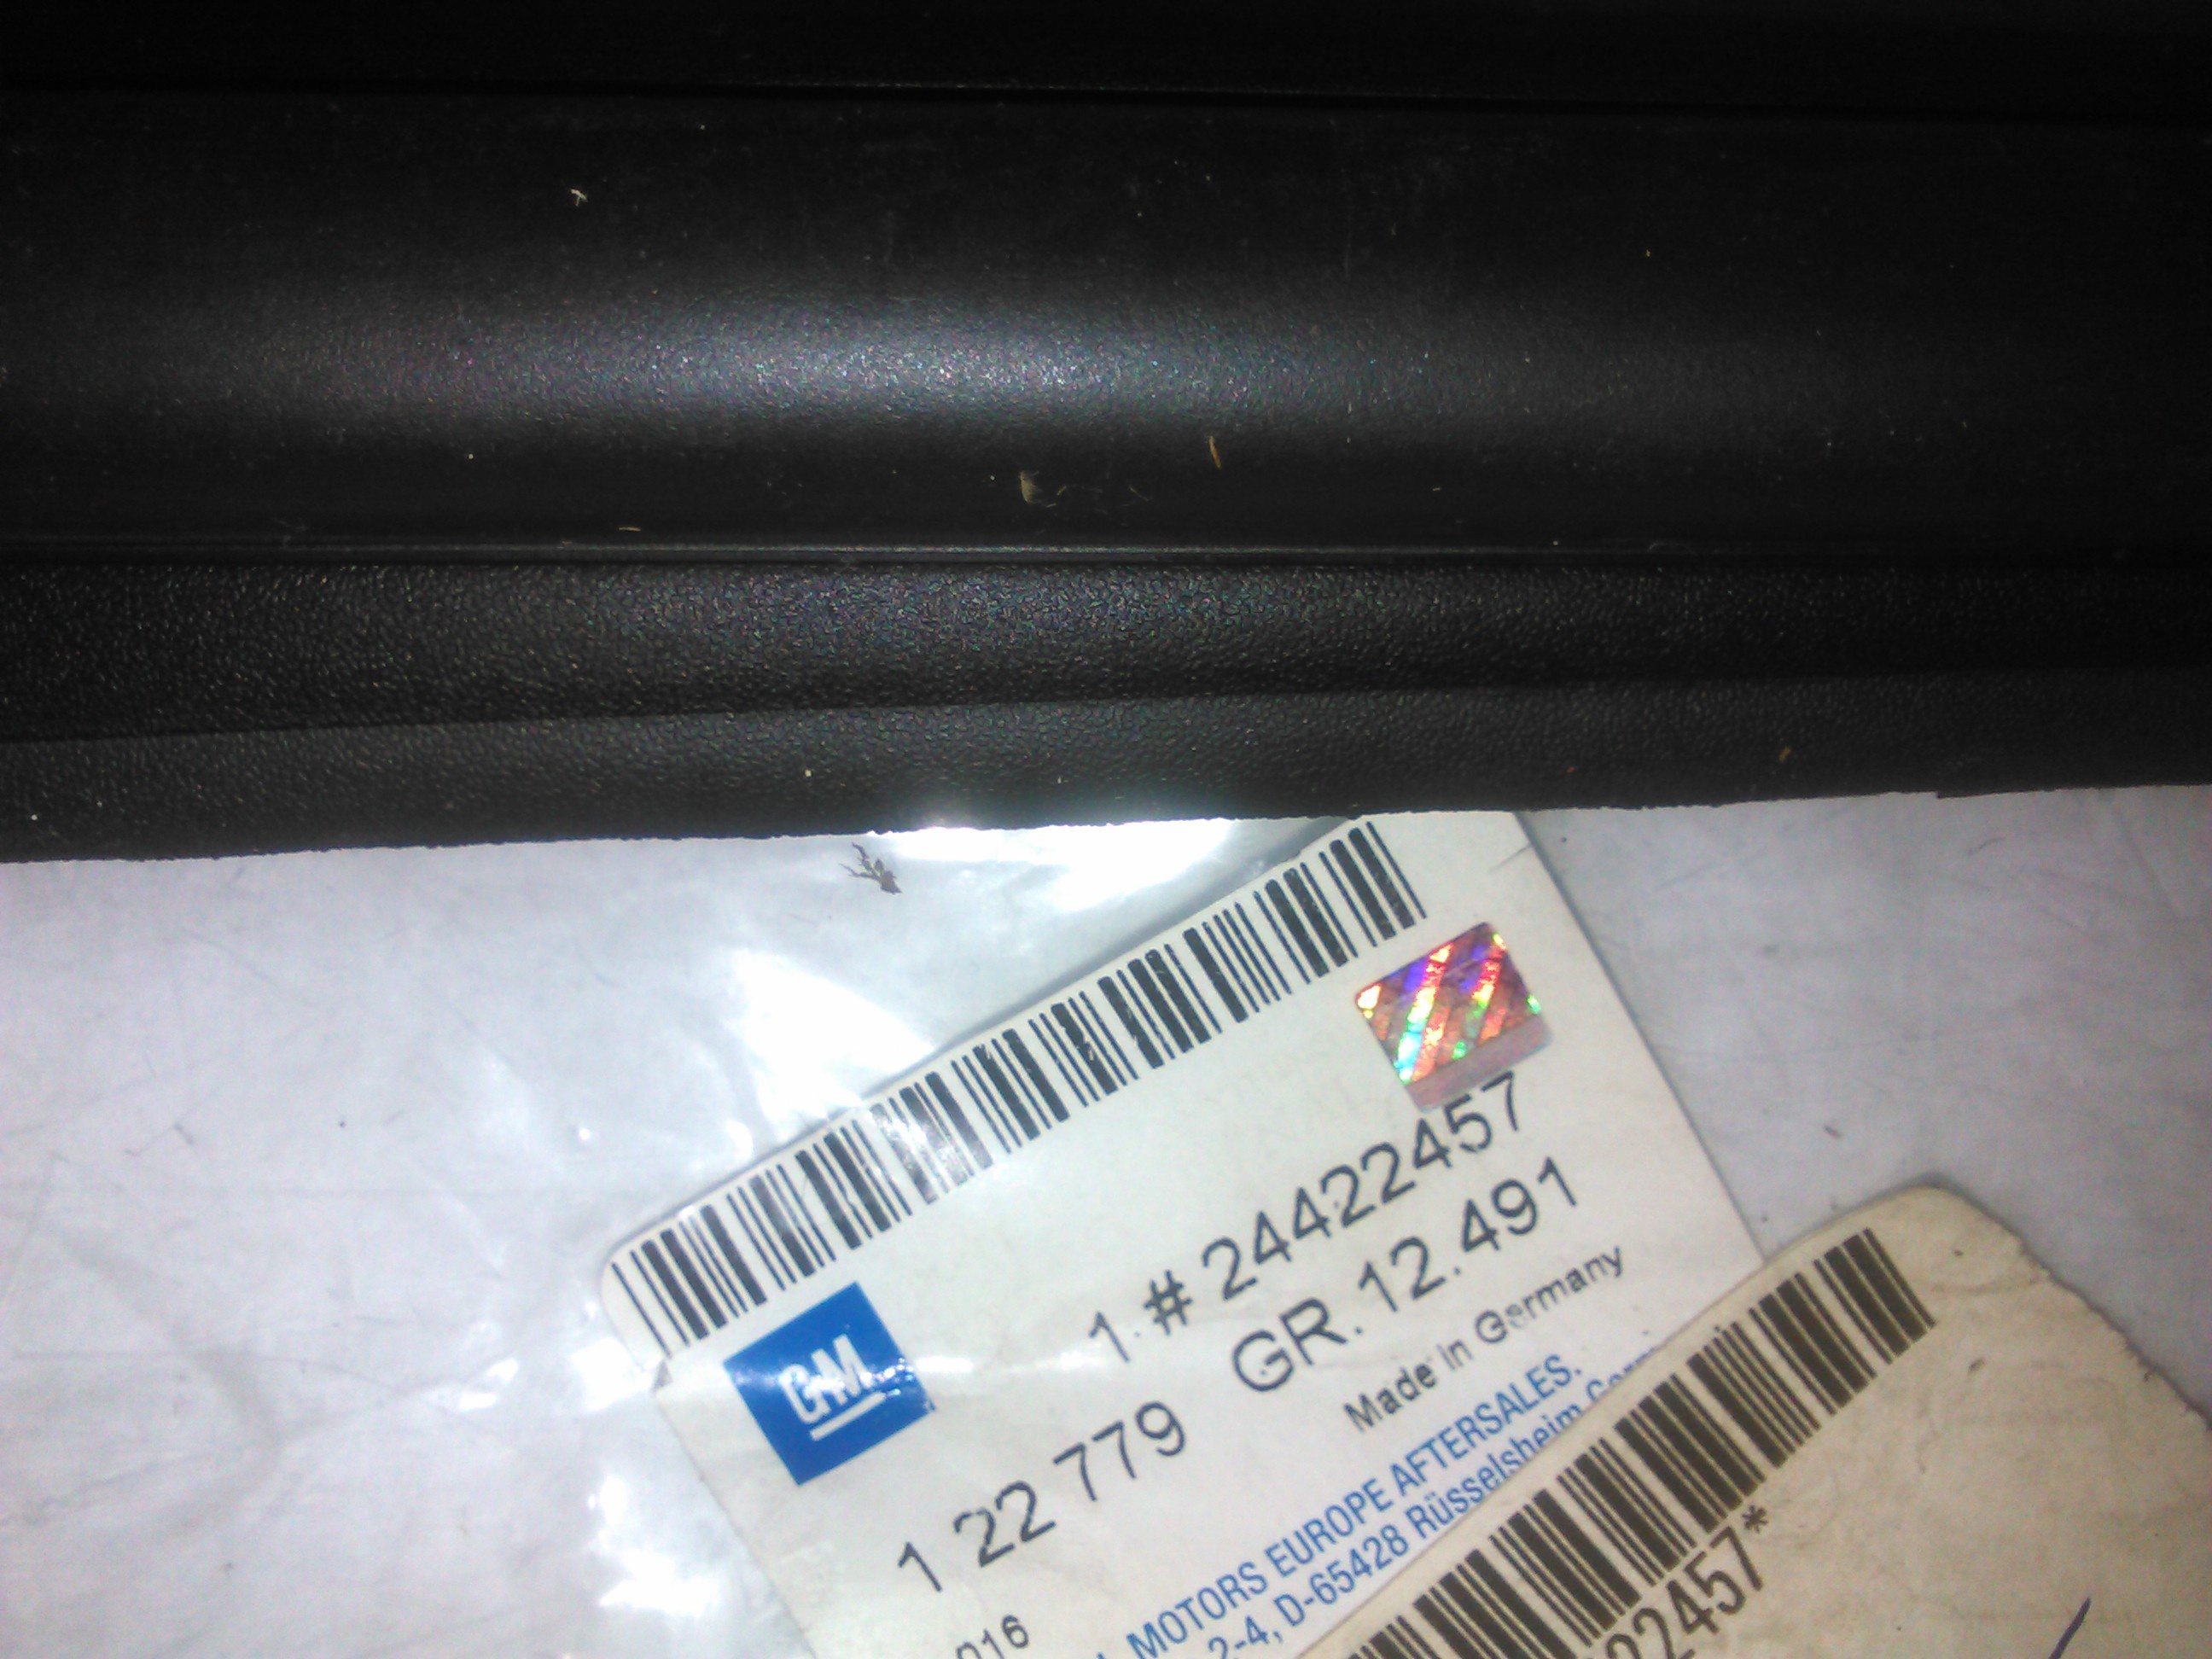 1 # 24422457
GM
1 22 779 GR. 12.491
Made in Germany
MOTORS EUROPE AFTERSALES.
2-4, D-65428 Rüsselsheim
016
22457*